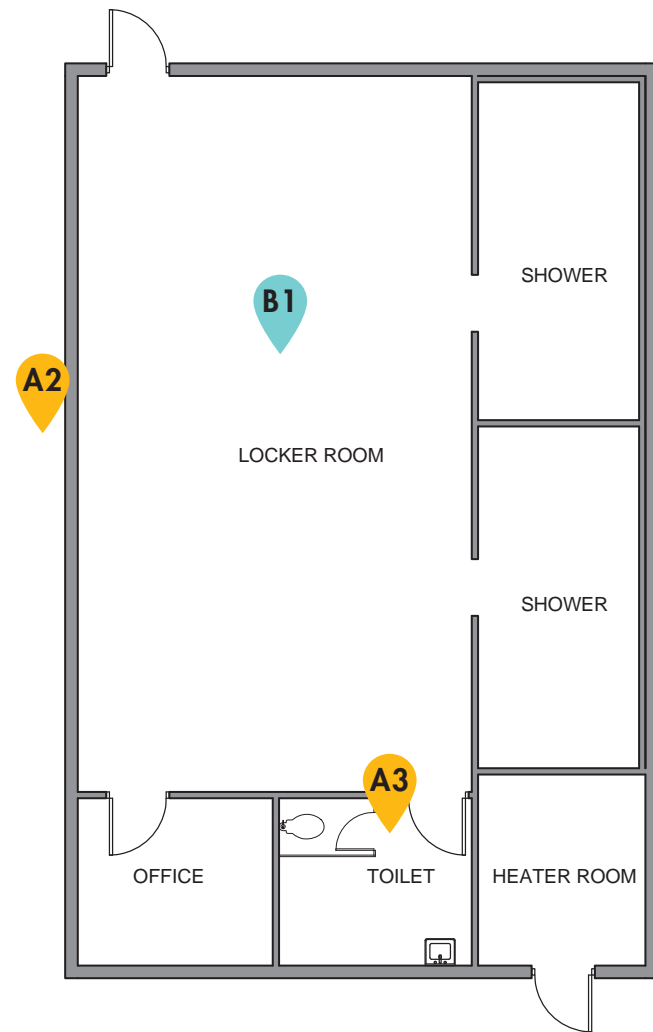 SHOWER
B1
A2
LOCKER ROOM
SHOWER
A3
OFFICE
TOILET
HEATER ROOM